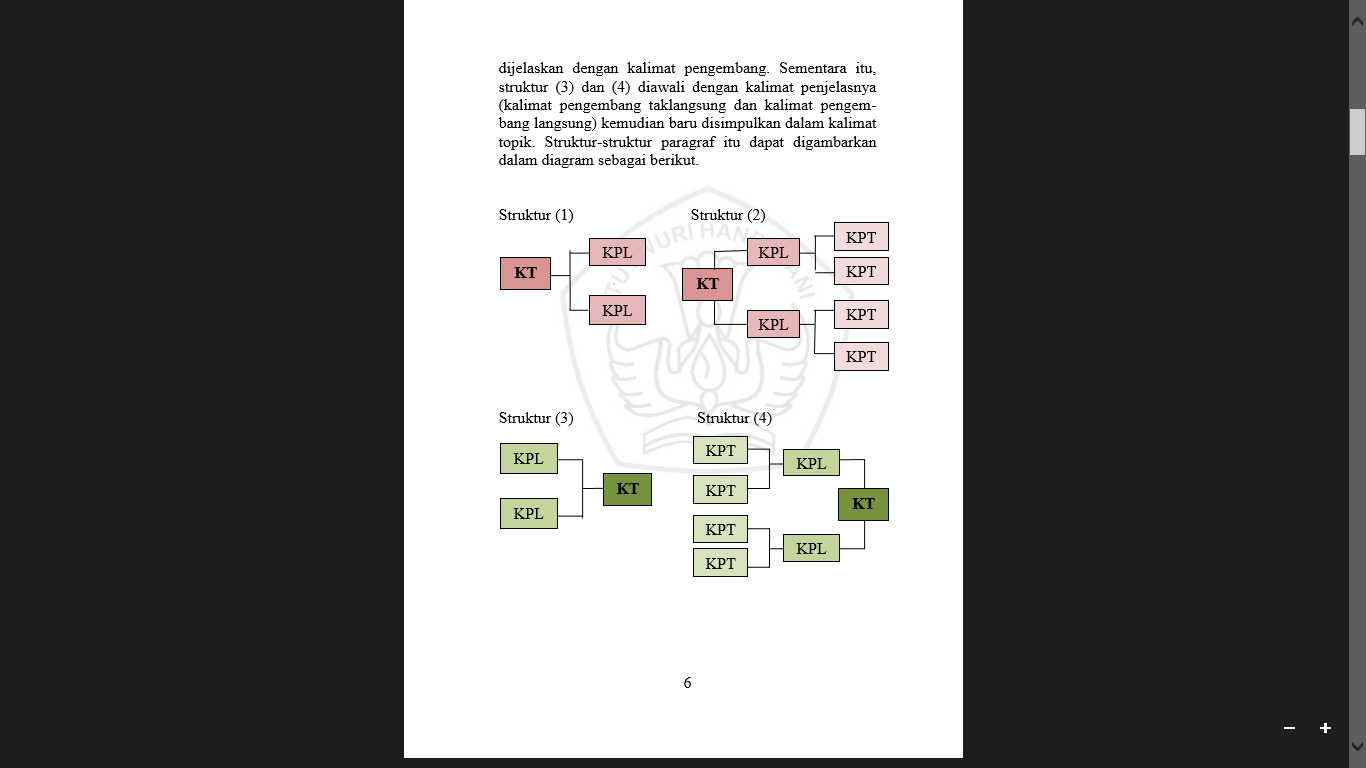 dijelaskan dengan kalimat pengembang. Sementara itu,
struktur (3) dan (4) diawali dengan kalimat penjelasnya
(kalimat pengembang taklangsung dan kalimat pengem-
bang langsung) kemudian baru disimpulkan dalam kalimat
topik. Struktur-struktur paragraf itu dapat digambarkan
dalam diagram sebagai berikut.
Struktur (1)
KT
KPL
KPL
Struktur (2)
KT
KPL
KPL
KPT
KPT
KPT
KPT
Struktur (3)
KPL
KPL
KT
Struktur (4)
KPT
KPT
KPT
KPT
KPL
KPL
KT
6